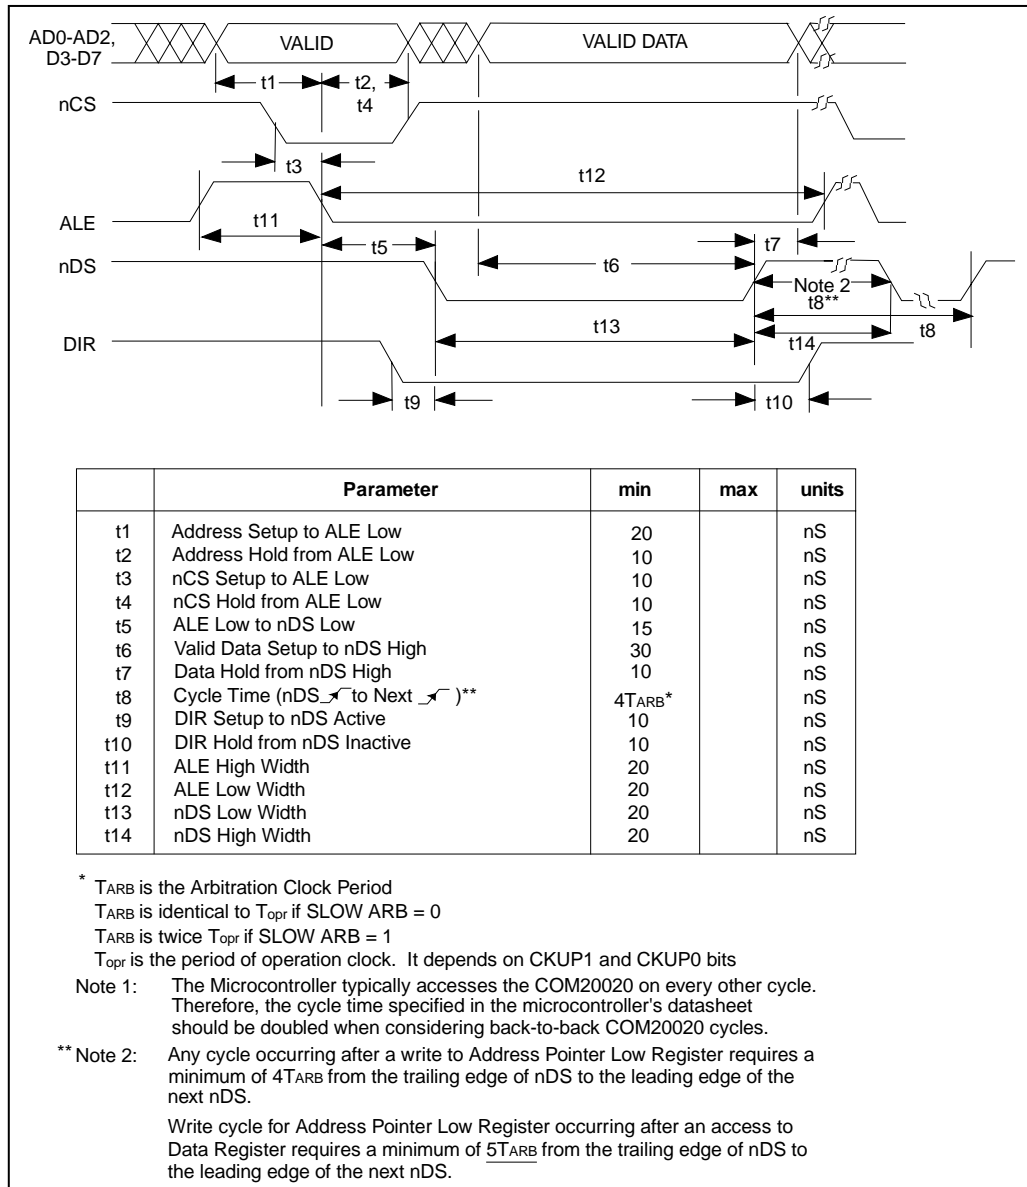 AD0-AD2,
D3-D7
VALID
VALID DATA
t1
t2,
t4
nCS
t3
t12
ALE
t11
t5
t7
nDS
t6
Note 2
t8**
t8
t13
t14
DIR
t9
t10
Parameter min max units
t1 Address Setup to ALE Low 20 nS
t2 Address Hold from ALE Low 10 nS
t3 nCS Setup to ALE Low 10 nS
t4 nCS Hold from ALE Low 10 nS
t5 ALE Low to nDS Low 15 nS
t6 Valid Data Setup to nDS High 30 nS
t7 Data Hold from nDS High 10 nS
t8 Cycle Time (nDS to Next )** 4TARB* nS
t9 DIR Setup to nDS Active 10 nS
t10 DIR Hold from nDS Inactive 10 nS
t11 ALE High Width 20 nS
t12 ALE Low Width 20 nS
t13 nDS Low Width 20 nS
t14 nDS High Width 20 nS
* TARB is the Arbitration Clock Period
TARB is identical to Topr if SLOW ARB = 0
TARB is twice Topr if SLOW ARB = 1
Topr is the period of operation clock. It depends on CKUP1 and CKUP0 bits
Note 1: The Microcontroller typically accesses the COM20020 on every other cycle.
Therefore, the cycle time specified in the microcontroller's datasheet
should be doubled when considering back-to-back COM20020 cycles.
** Note 2: Any cycle occurring after a write to Address Pointer Low Register requires a
minimum of 4TARB from the trailing edge of nDS to the leading edge of the
next nDS.
Write cycle for Address Pointer Low Register occurring after an access to
Data Register requires a minimum of 5TARB from the trailing edge of nDS to
the leading edge of the next nDS.